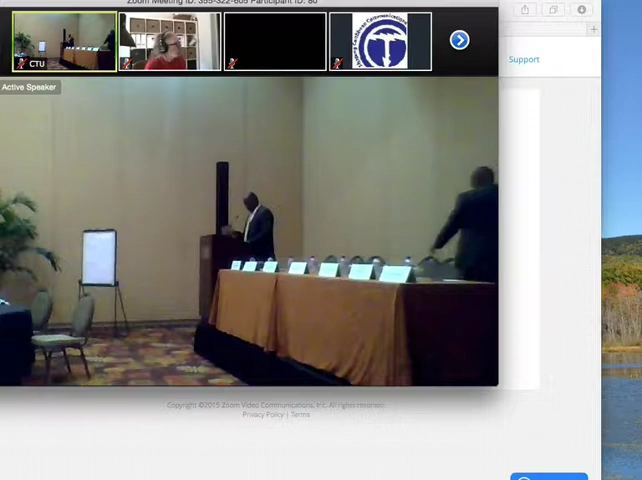 Zoom Meeting ID: 355-322-605 Participant ID: 80
CTU
Active Speaker
Support
Copyright ©2015 Zoom Video Communications, Inc. All rights reserved.
Privacy Policy | Terms